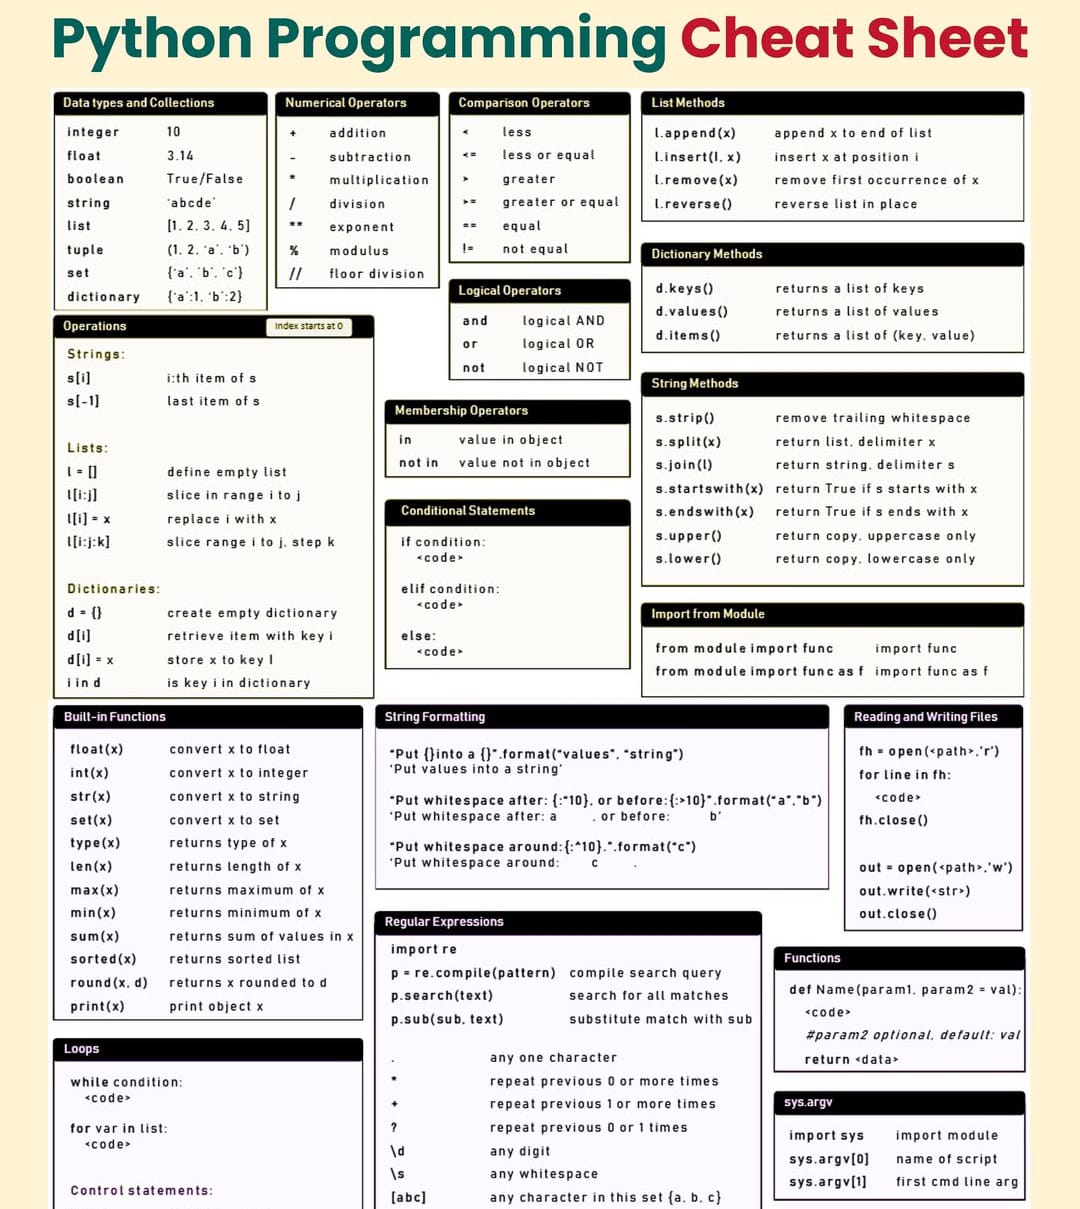 Python Programming Cheat Sheet
Data types and Collections
integer 10
float 3.14
boolean True/False
string 'abcde'
list [1, 2, 3, 4, 5]
tuple (1, 2, 'a', 'b')
set {'a', 'b', 'c'}
dictionary {'a':1, 'b':2}
Numerical Operators
+ addition
- subtraction
* multiplication
/ division
** exponent
% modulus
// floor division
Comparison Operators
< less
<= less or equal
> greater
>= greater or equal
== equal
!= not equal
List Methods
l.append(x) append x to end of list
l.insert(I, x) insert x at position i
l.remove(x) remove first occurrence of x
l.reverse() reverse list in place
Dictionary Methods
d.keys() returns a list of keys
d.values() returns a list of values
d.items() returns a list of (key, value)
Logical Operators
and logical AND
or logical OR
not logical NOT
Operations Index starts at 0
Strings:
s[i] i:th item of s
s[-1] last item of s
Lists:
l = [] define empty list
l[i:j] slice in range i to j
l[i] = x replace i with x
l[i:j:k] slice range i to j, step k
Dictionaries:
d = {} create empty dictionary
d[i] retrieve item with key i
d[i] = x store x to key I
i in d is key i in dictionary
Membership Operators
in value in object
not in value not in object
Conditional Statements
if condition:
<code>
elif condition:
<code>
else:
<code>
String Methods
s.strip() remove trailing whitespace
s.split(x) return list, delimiter x
s.join(l) return string, delimiter s
s.startswith(x) return True if s starts with x
s.endswith(x) return True if s ends with x
s.upper() return copy, uppercase only
s.lower() return copy, lowercase only
Import from Module
from module import func import func
from module import func as f import func as f
Built-in Functions
float(x) convert x to float
int(x) convert x to integer
str(x) convert x to string
set(x) convert x to set
type(x) returns type of x
len(x) returns length of x
max(x) returns maximum of x
min(x) returns minimum of x
sum(x) returns sum of values in x
sorted(x) returns sorted list
round(x, d) returns x rounded to d
print(x) print object x
String Formatting
"Put {}into a {}".format("values", "string")
'Put values into a string'
"Put whitespace after: {:"10}, or before:{:>10}".format("a","b")
'Put whitespace after: a , or before: b'
"Put whitespace around:{:^10}.".format("c")
'Put whitespace around: c .
Reading and Writing Files
fh = open(<path>,'r')
for line in fh:
<code>
fh.close()
out = open(<path>,'w')
out.write(<str>)
out.close()
Regular Expressions
import re
p = re.compile(pattern) compile search query
p.search(text) search for all matches
p.sub(sub, text) substitute match with sub
. any one character
* repeat previous 0 or more times
+ repeat previous 1 or more times
? repeat previous 0 or 1 times
\d any digit
\s any whitespace
[abc] any character in this set {a, b, c}
Functions
def Name(param1, param2 = val):
<code>
#param2 optional, default: val
return <data>
Loops
while condition:
<code>
for var in list:
<code>
Control statements:
sys.argv
import sys import module
sys.argv[0] name of script
sys.argv[1] first cmd line arg